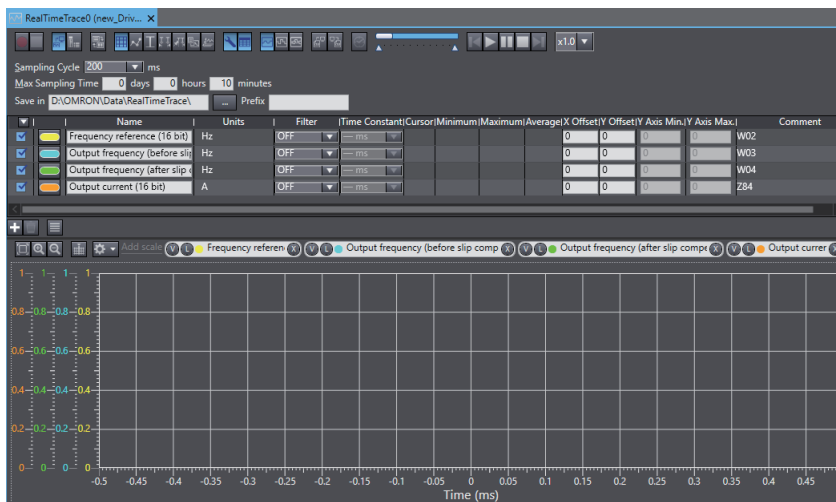 RealTimeTrace0 (new_Driv...
x1.0
Sampling Cycle 200 ms
Max Sampling Time 0 days 0 hours 10 minutes
Save in D:\OMRON\Data\RealTimeTrace\ ... Prefix
Name Units Filter Time Constant Cursor Minimum Maximum Average X Offset Y Offset Y Axis Min. Y Axis Max. Comment
Frequency reference (16 bit) Hz OFF --- ms 0 0 0 0 W02
Output frequency (before slip Hz OFF --- ms 0 0 0 0 W03
Output frequency (after slip c Hz OFF --- ms 0 0 0 0 W04
Output current (16 bit) A OFF --- ms 0 0 0 0 Z84
Add scale V L Frequency referen X V L Output frequency (before slip comp X V L Output frequency (after slip compe X V L Output currer X
1 1 1 1
0.8 0.8 0.8 0.8
0.6 0.6 0.6 0.6
0.4 0.4 0.4 0.4
0.2 0.2 0.2 0.2
0 0 0 0
-0.5 -0.45 -0.4 -0.35 -0.3 -0.25 -0.2 -0.15 -0.1 -0.05 0 0.05 0.1 0.15 0.2 0.25 0.3 0.35 0.4 0.45
Time (ms)